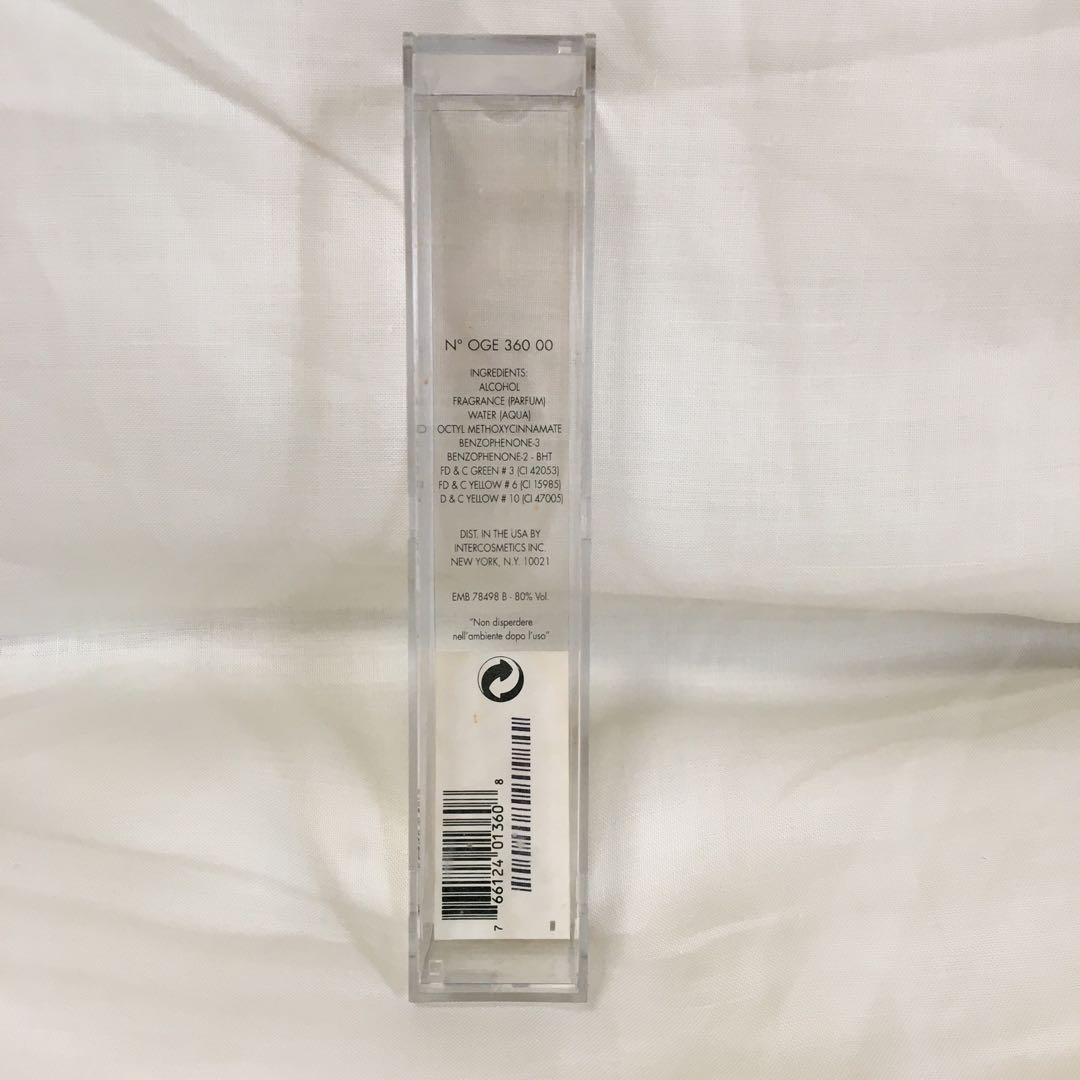 N° OGE 360 00
INGREDIENTS:
ALCOHOL
FRAGRANCE (PARFUM)
WATER (AQUA)
OCTYL METHOXYCINNAMATE
BENZOPHENONE-3
BENZOPHENONE-2 - BHT
FD & C GREEN # 3 (CI 42053)
FD & C YELLOW # 6 (CI 15985)
D & C YELLOW # 10 (CI 47005)
DIST. IN THE USA BY
INTERCOSMETICS INC.
NEW YORK, N.Y. 10021
EMB 78498 B - 80% Vol.
"Non disperdere
nell'ambiente dopo l'uso"
7 66124 01360 8